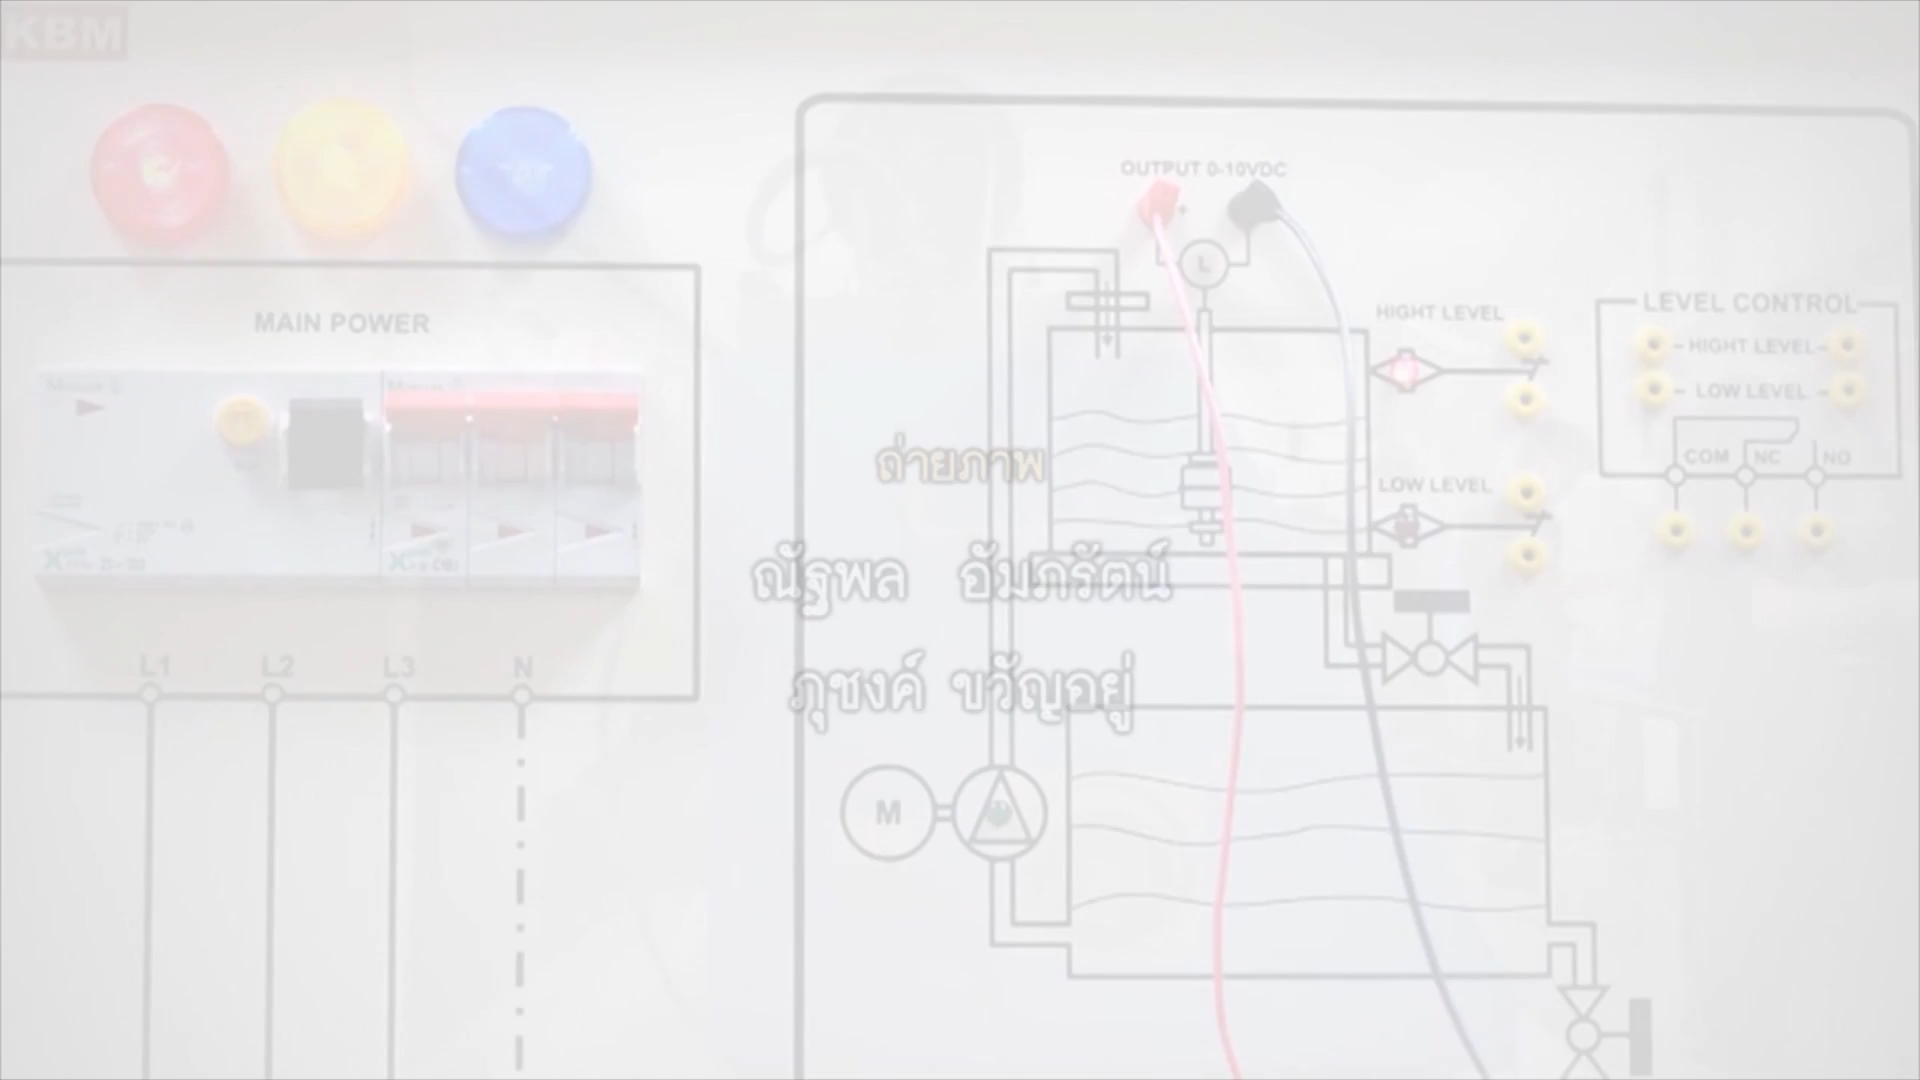 KBM
OUTPUT 0-10VDC
+
L
MAIN POWER
HIGHT LEVEL
LEVEL CONTROL
HIGHT LEVEL
LOW LEVEL
COM NC NO
LOW LEVEL
ถ่ายภาพ
ณัฐพล อัมภรัตน์
ภุชงค์ ขวัญอยู่
L1 L2 L3 N
M